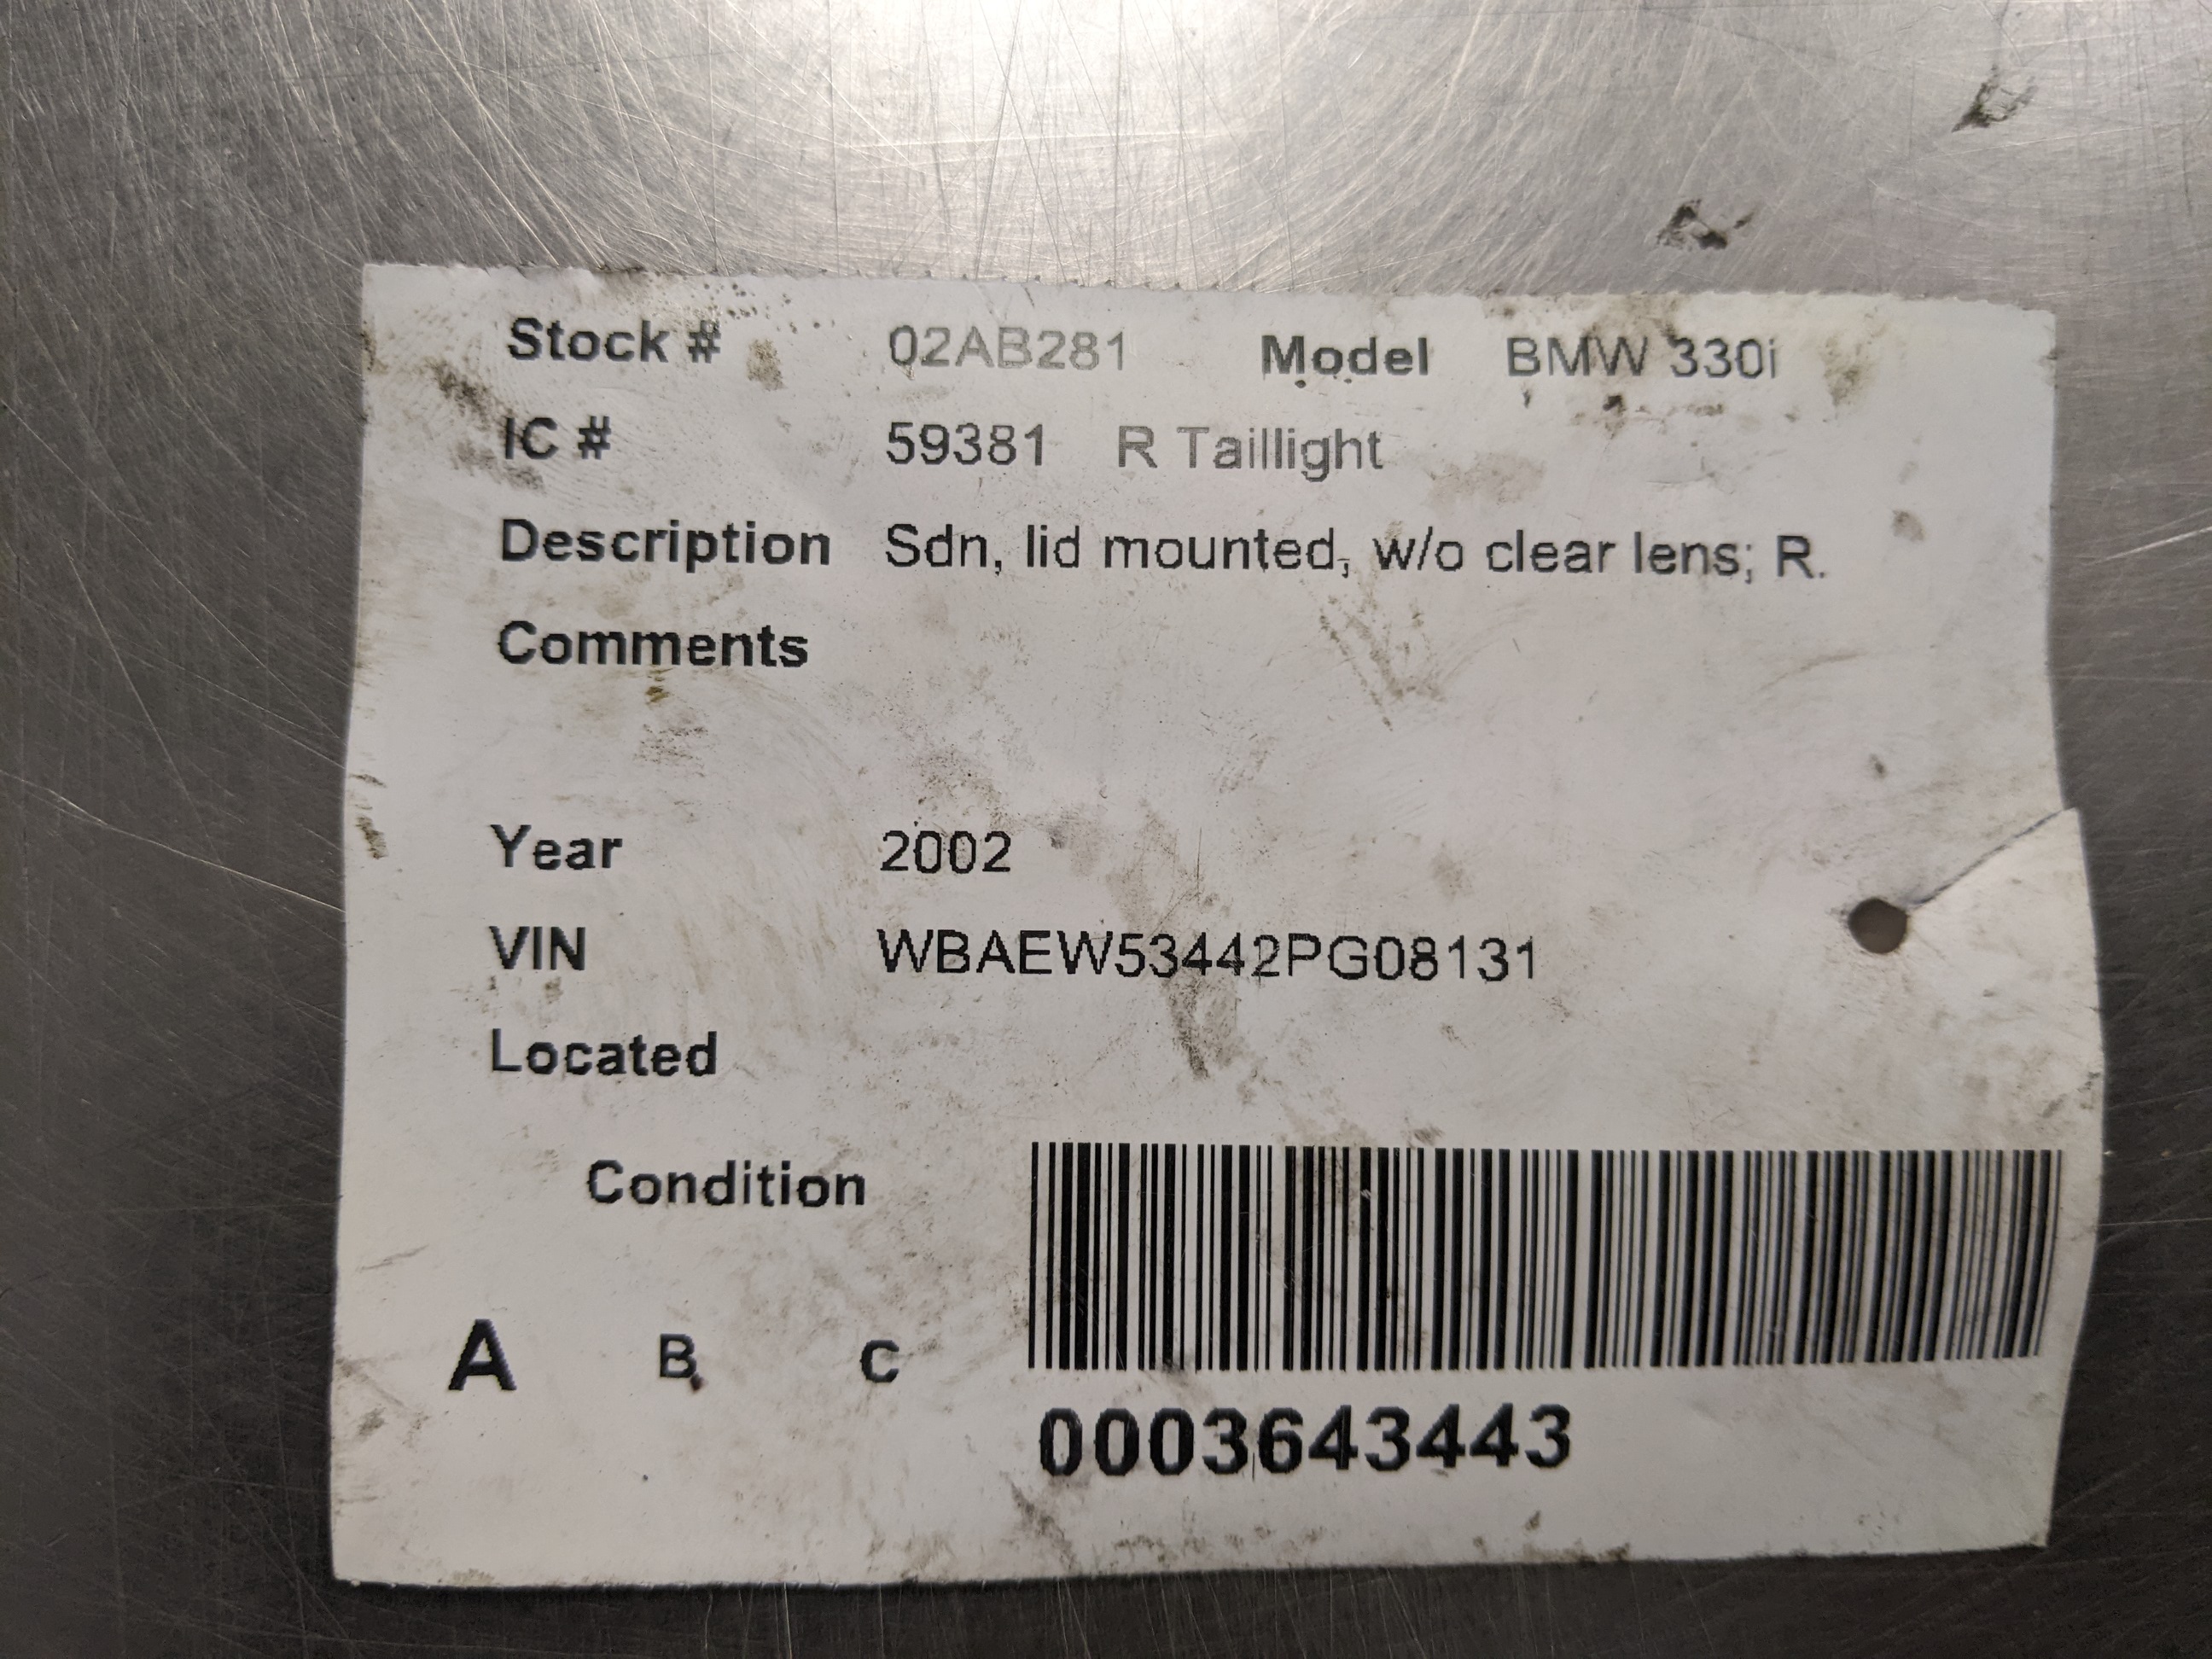 Stock # 02AB281 Model BMW 330i
IC # 59381 R Taillight
Description Sdn, lid mounted, w/o clear lens; R.
Comments
Year 2002
VIN WBAEW53442PG08131
Located
Condition
A B C
0003643443